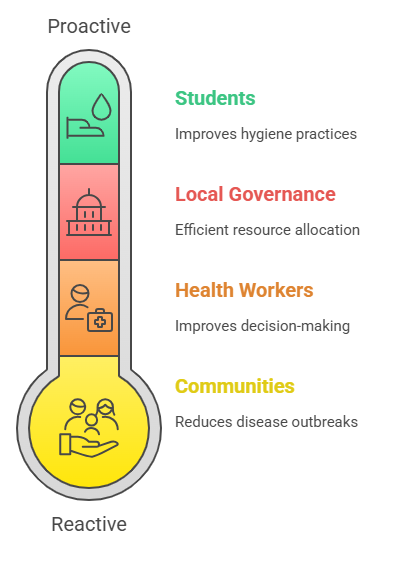 Proactive
Students
Improves hygiene practices
Local Governance
Efficient resource allocation
Health Workers
Improves decision-making
Communities
Reduces disease outbreaks
Reactive